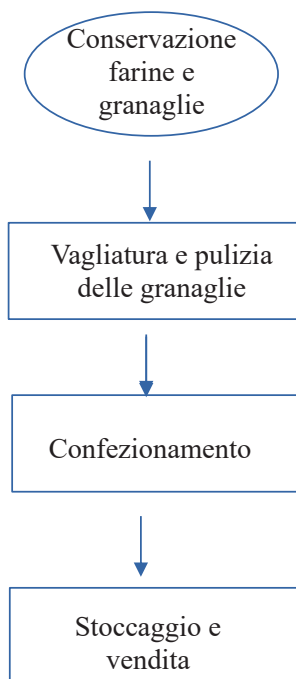 Conservazione
farine e
granaglie
Vagliatura e pulizia
delle granaglie
Confezionamento
Stoccaggio e
vendita